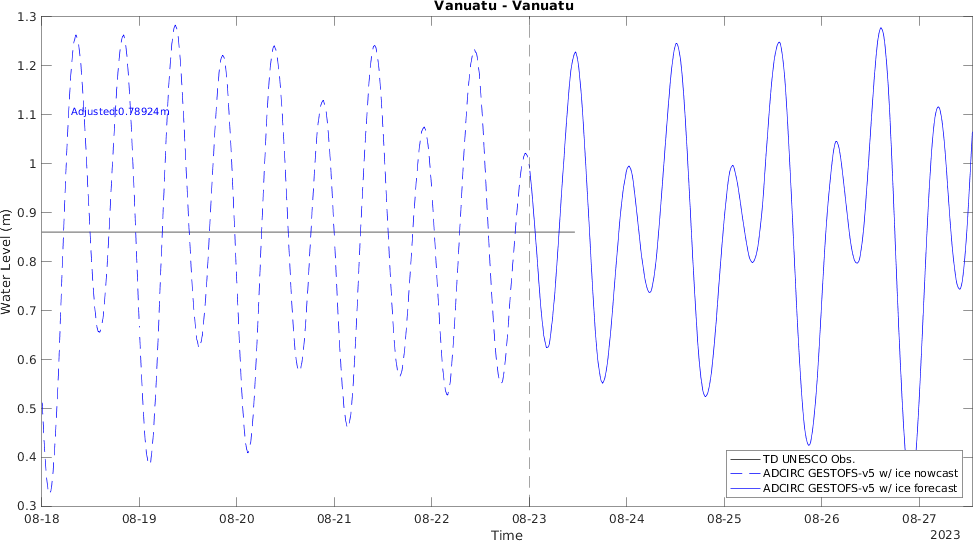 Vanuatu - Vanuatu
1.3
1.2
1.1
1
0.9
0.8
0.7
0.6
0.5
0.4
0.3
Water Level (m)
Adjusted:0.78924m
TD UNESCO Obs.
ADCIRC GESTOFS-v5 w/ ice nowcast
ADCIRC GESTOFS-v5 w/ ice forecast
08-18 08-19 08-20 08-21 08-22 08-23 08-24 08-25 08-26 08-27
Time
2023